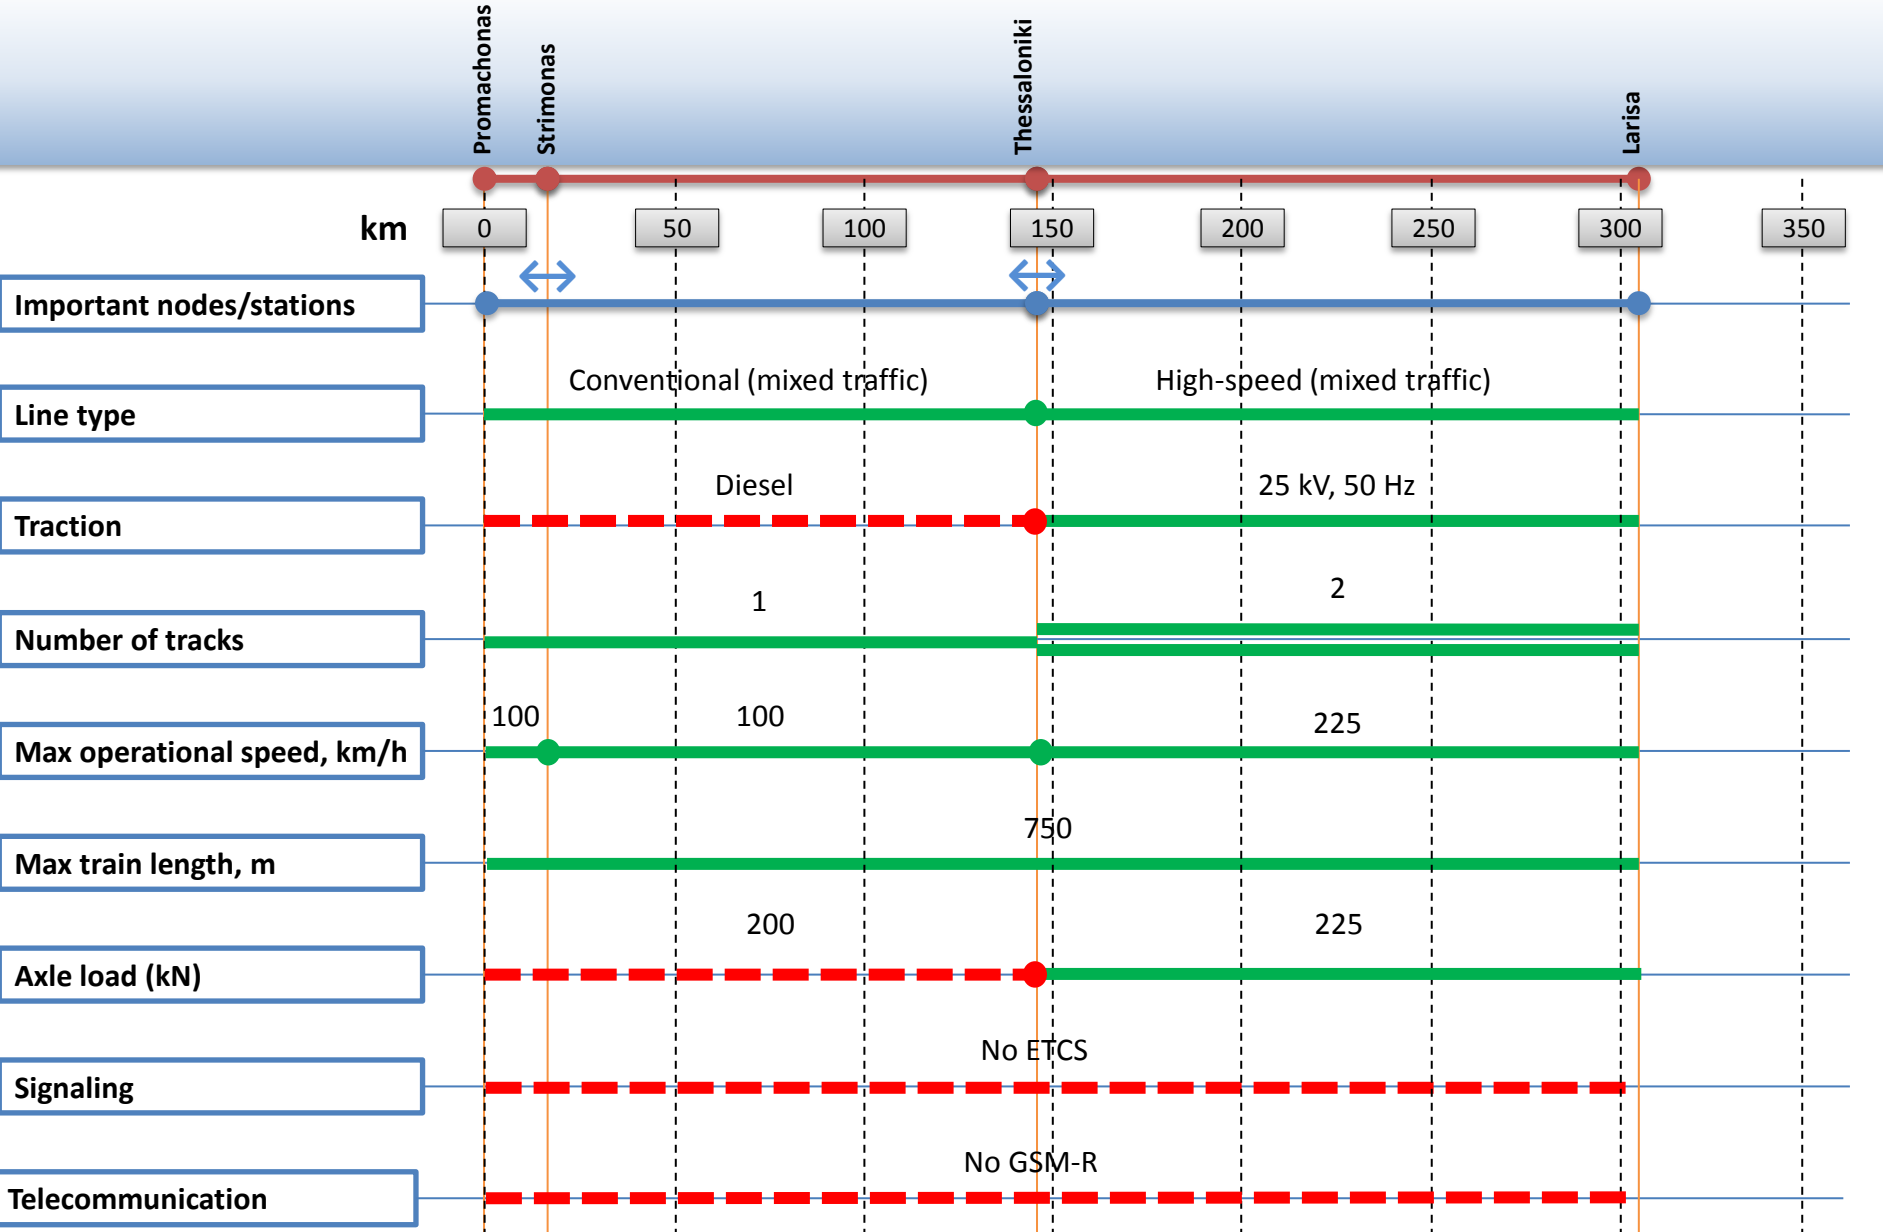 Promachonas
Strimonas
Thessaloniki
Larisa
km
0
50
100
150
200
250
300
350
Important nodes/stations
Line type
Conventional (mixed traffic)
High-speed (mixed traffic)
Traction
Diesel
25 kV, 50 Hz
Number of tracks
1
2
Max operational speed, km/h
100
100
225
Max train length, m
750
Axle load (kN)
200
225
Signaling
No ETCS
Telecommunication
No GSM-R